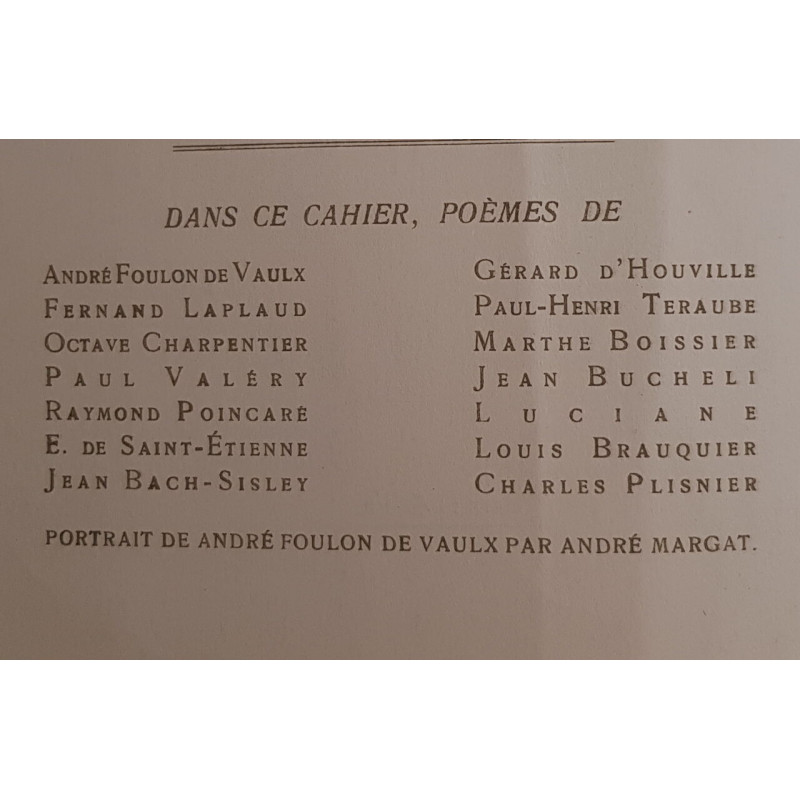 DANS CE CAHIER, POÈMES DE
ANDRÉ FOULON DE VAULX
FERNAND LAPLAUD
OCTAVE CHARPENTIER
PAUL VALÉRY
RAYMOND POINCARÉ
E. DE SAINT-ÉTIENNE
JEAN BACH-SISLEY
GÉRARD D'HOUVILLE
PAUL-HENRI TERAUBE
MARTHE BOISSIER
JEAN BUCHELI
LUCIANE
LOUIS BRAUQUIER
CHARLES PLISNIER
PORTRAIT DE ANDRÉ FOULON DE VAULX PAR ANDRÉ MARGAT.